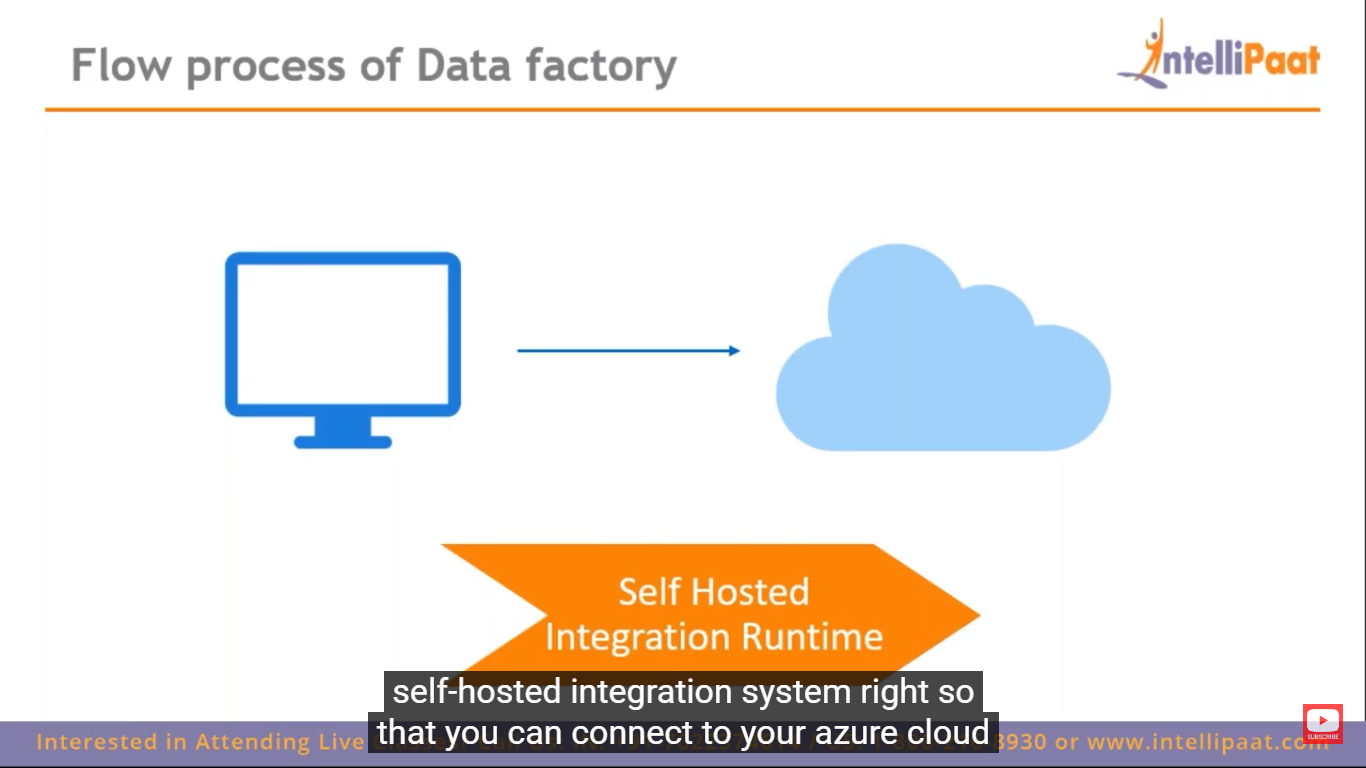 Flow process of Data factory
IntelliPaat
Self Hosted
Integration Runtime
self-hosted integration system right so
that you can connect to your azure cloud
Interested in Attending Live
8930 or www.intellipaat.com
SUBSCRIBE